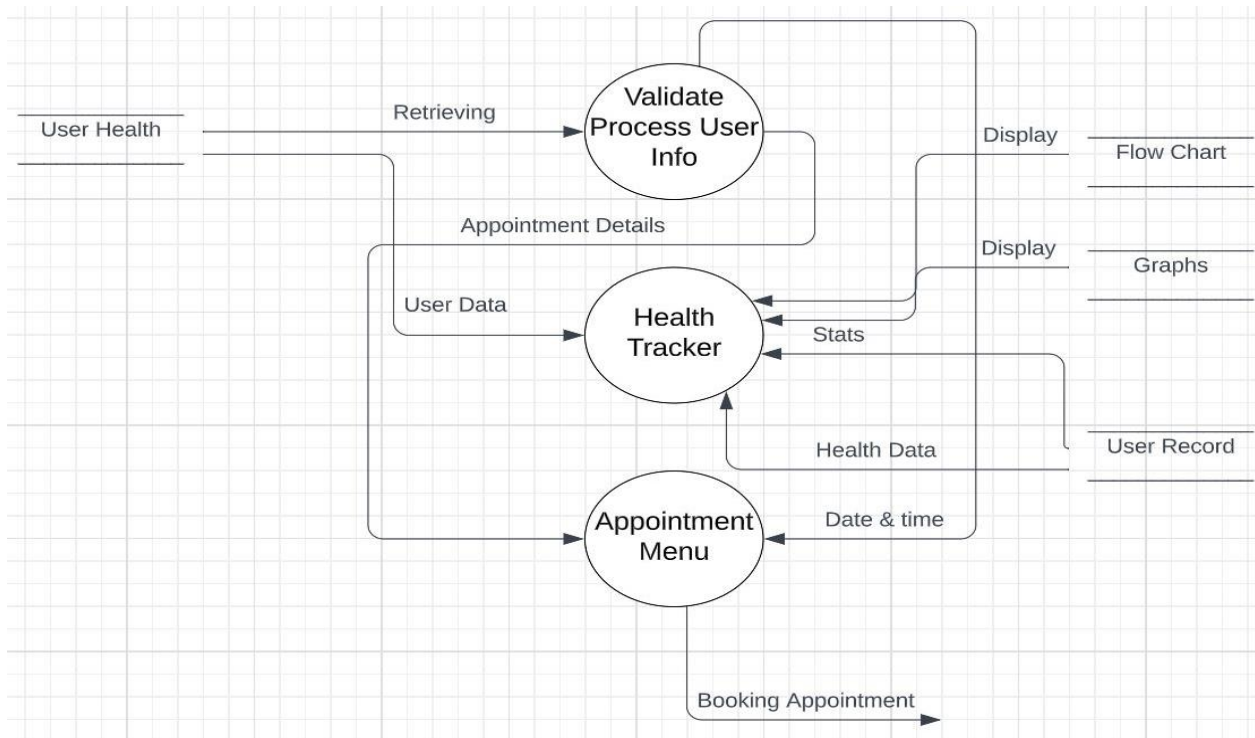 Validate
Process User
Info
Retrieving
User Health
Display
Flow Chart
Appointment Details
Display
Graphs
User Data
Health
Tracker
Stats
Health Data
User Record
Appointment
Menu
Date & time
Booking Appointment